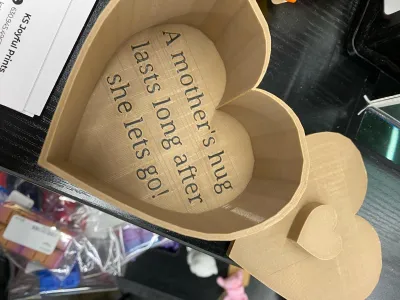 KS Joyful Prints
A mother's hug
lasts long after
she lets go!